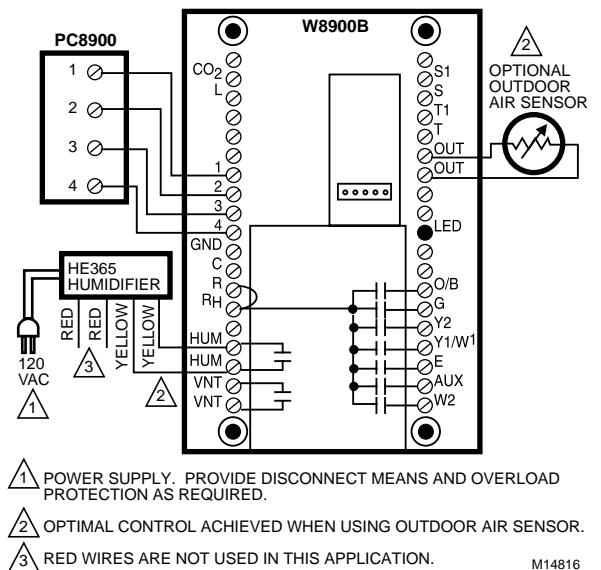 W8900B
PC8900
1
2
3
4
CO2
L
1
2
3
4
GND
C
R
RH
HUM
HUM
VNT
VNT
S1
S
T1
T
OUT
OUT
LED
O/B
G
Y2
Y1/W1
E
AUX
W2
2
OPTIONAL
OUTDOOR
AIR SENSOR
HE365
HUMIDIFIER
RED
RED
YELLOW
YELLOW
120
VAC
1
3
2
1 POWER SUPPLY. PROVIDE DISCONNECT MEANS AND OVERLOAD
PROTECTION AS REQUIRED.
2 OPTIMAL CONTROL ACHIEVED WHEN USING OUTDOOR AIR SENSOR.
3 RED WIRES ARE NOT USED IN THIS APPLICATION.
M14816